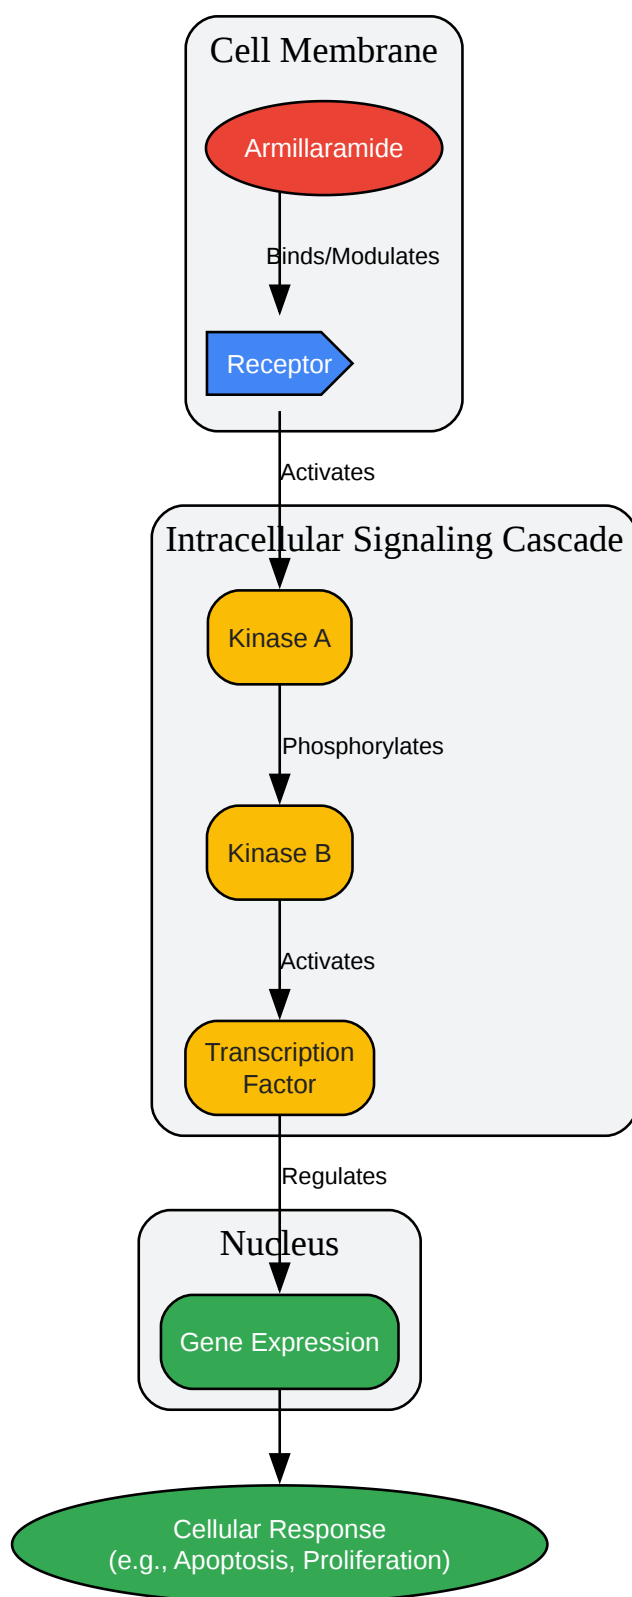 Cell Membrane
Armillaramide
Binds/Modulates
Receptor
Activates
Intracellular Signaling Cascade
Kinase A
Phosphorylates
Kinase B
Activates
Transcription
Factor
Regulates
Nucleus
Gene Expression
Cellular Response
(e.g., Apoptosis, Proliferation)